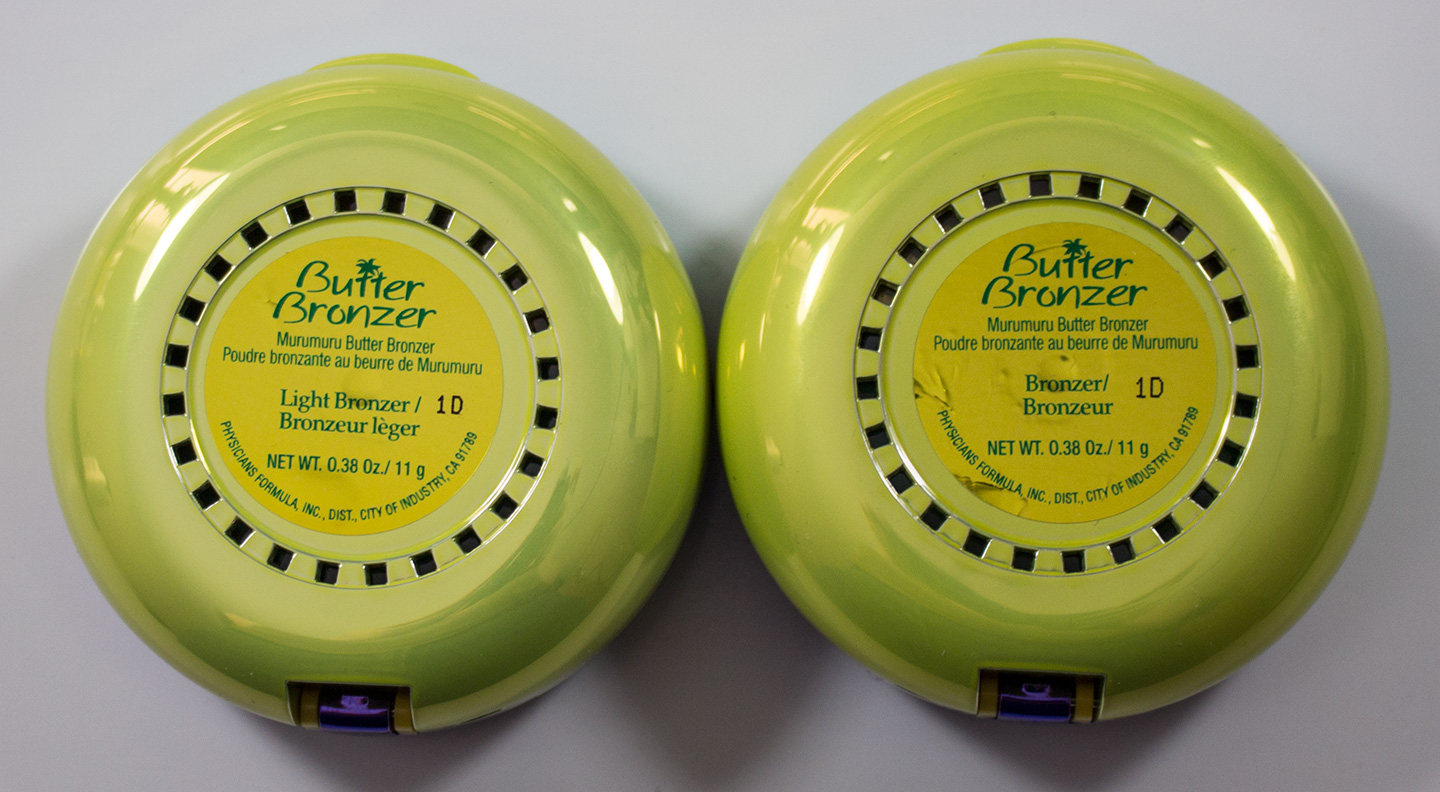 Butter
Bronzer
Murumuru Butter Bronzer
Poudre bronzante au beurre de Murumuru
Light Bronzer / 1D
Bronzeur lèger
NET WT. 0.38 Oz./ 11 g
PHYSICIANS FORMULA, INC., DIST., CITY OF INDUSTRY, CA 91789
Butter
Bronzer
Murumuru Butter Bronzer
Poudre bronzante au beurre de Murumuru
Bronzer/ 1D
Bronzeur
NET WT. 0.38 Oz./ 11 g
PHYSICIANS FORMULA, INC., DIST., CITY OF INDUSTRY, CA 91789